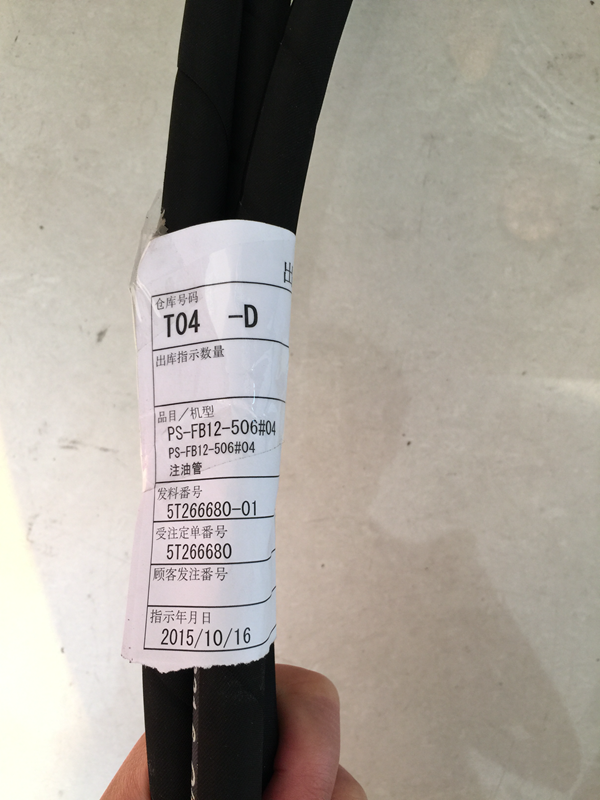 出
仓库号码
T04 -D
出库指示数量
品目／机型
PS-FB12-506#04
PS-FB12-506#04
注油管
发料番号
5T266680-01
受注定单番号
5T266680
顾客发注番号
指示年月日
2015/10/16